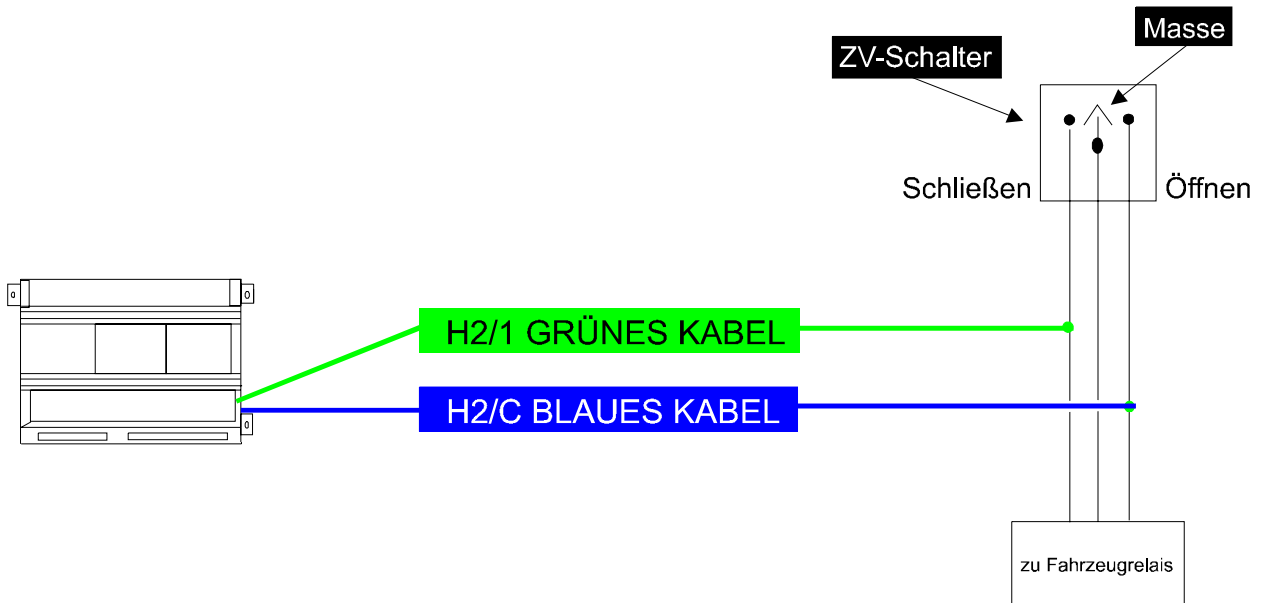 Masse
ZV-Schalter
Schließen
Öffnen
H2/1 GRÜNES KABEL
H2/C BLAUES KABEL
zu Fahrzeugrelais